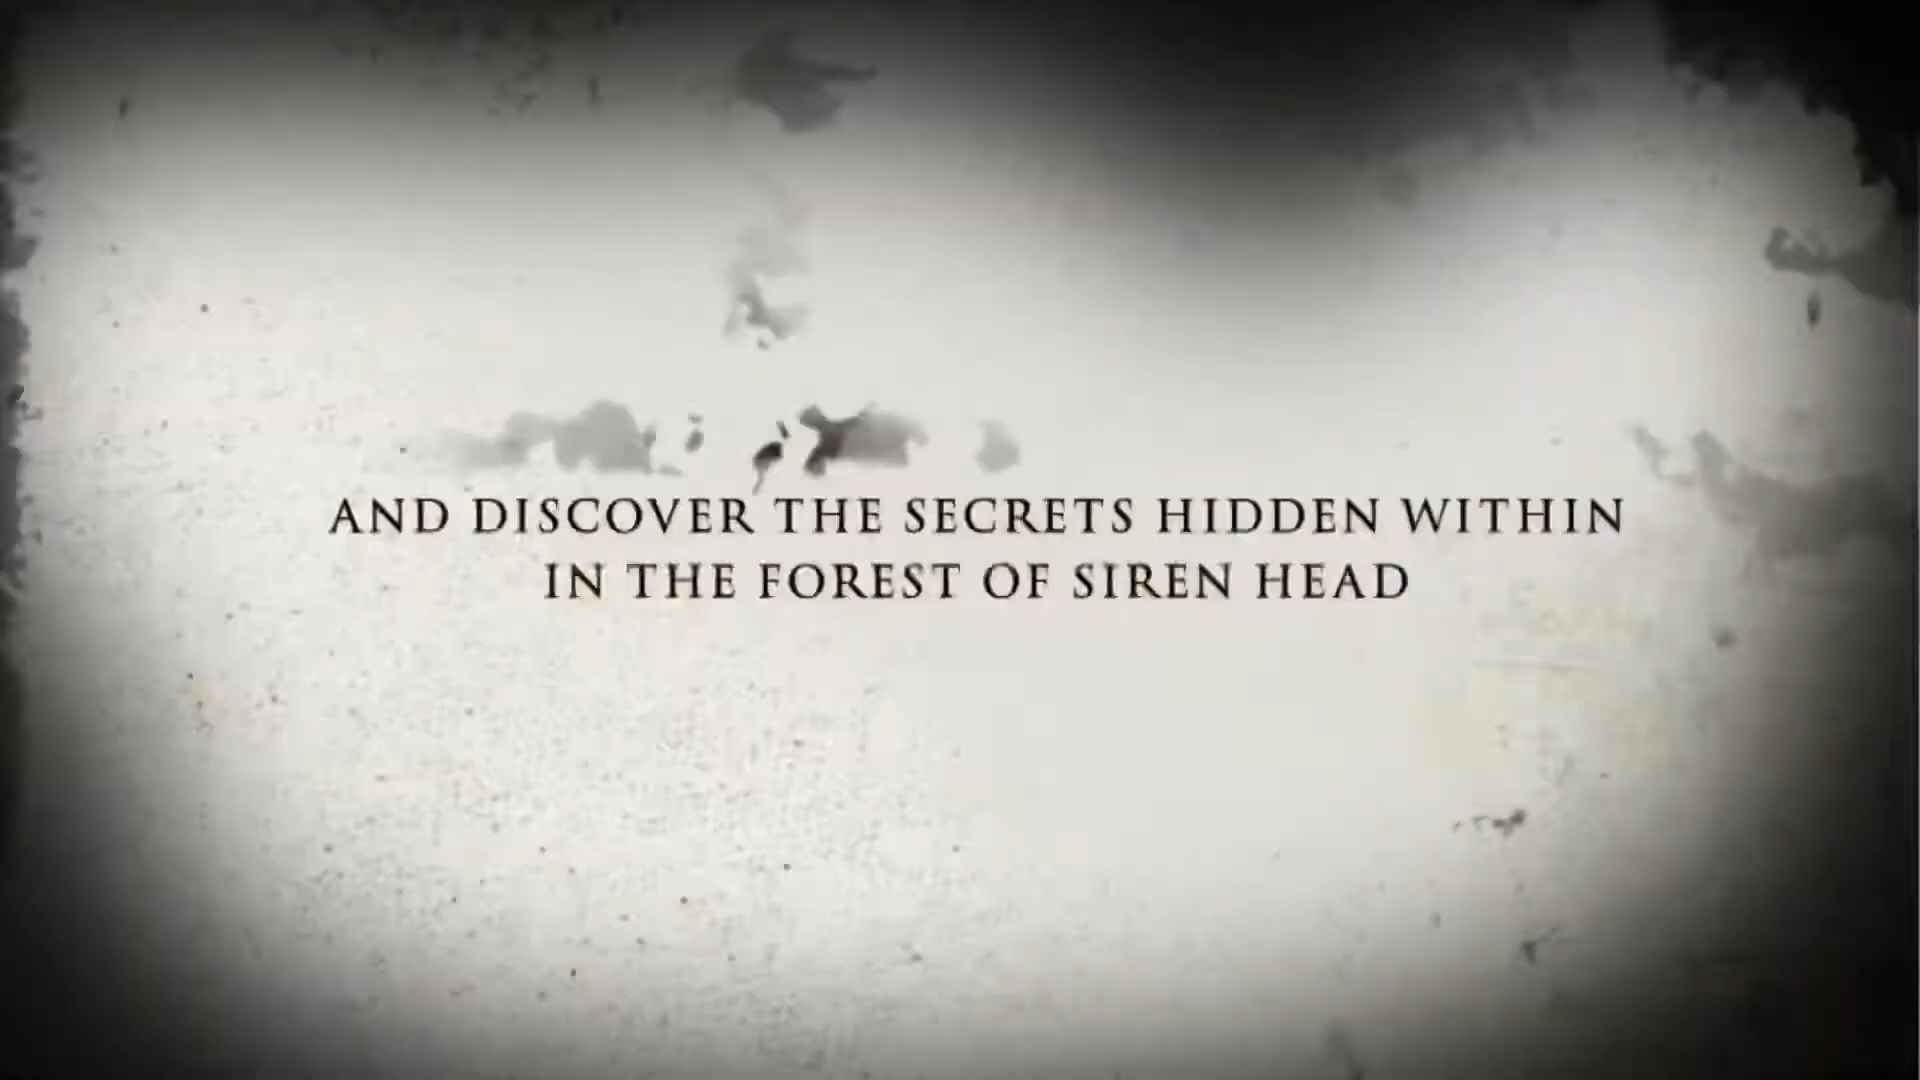 AND DISCOVER THE SECRETS HIDDEN WITHIN
IN THE FOREST OF SIREN HEAD